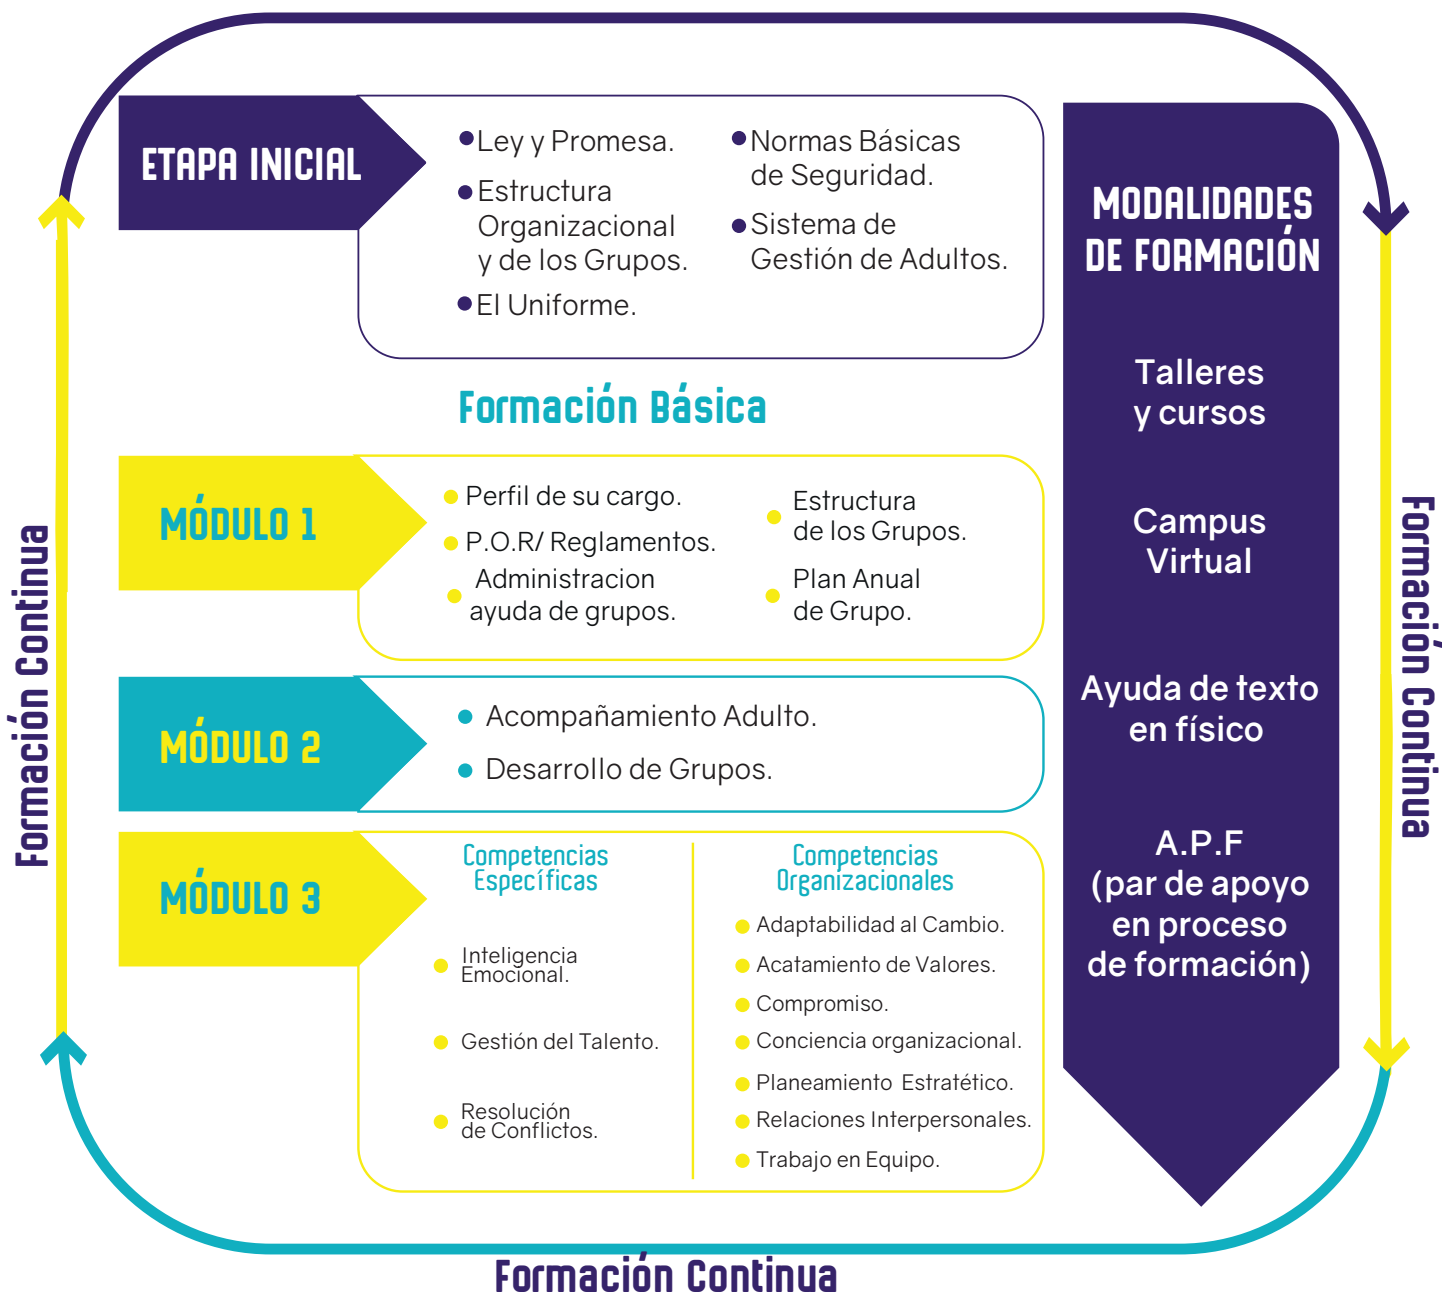 ETAPA INICIAL
Ley y Promesa.
Estructura
Organizacional
y de los Grupos.
El Uniforme.
Normas Básicas
de Seguridad.
Sistema de
Gestión de Adultos.
Formación Básica
MÓDULO 1
Perfil de su cargo.
P.O.R/ Reglamentos.
Administracion
ayuda de grupos.
Estructura
de los Grupos.
Plan Anual
de Grupo.
MÓDULO 2
Acompañamiento Adulto.
Desarrollo de Grupos.
MÓDULO 3
Competencias
Específicas
Inteligencia
Emocional.
Gestión del Talento.
Resolución
de Conflictos.
Competencias
Organizacionales
Adaptabilidad al Cambio.
Acatamiento de Valores.
Compromiso.
Conciencia organizacional.
Planeamiento Estratético.
Relaciones Interpersonales.
Trabajo en Equipo.
MODALIDADES
DE FORMACIÓN
Talleres
y cursos
Campus
Virtual
Ayuda de texto
en físico
A.P.F
(par de apoyo
en proceso
de formación)
Formación Continua
Formación Continua
Formación Continua